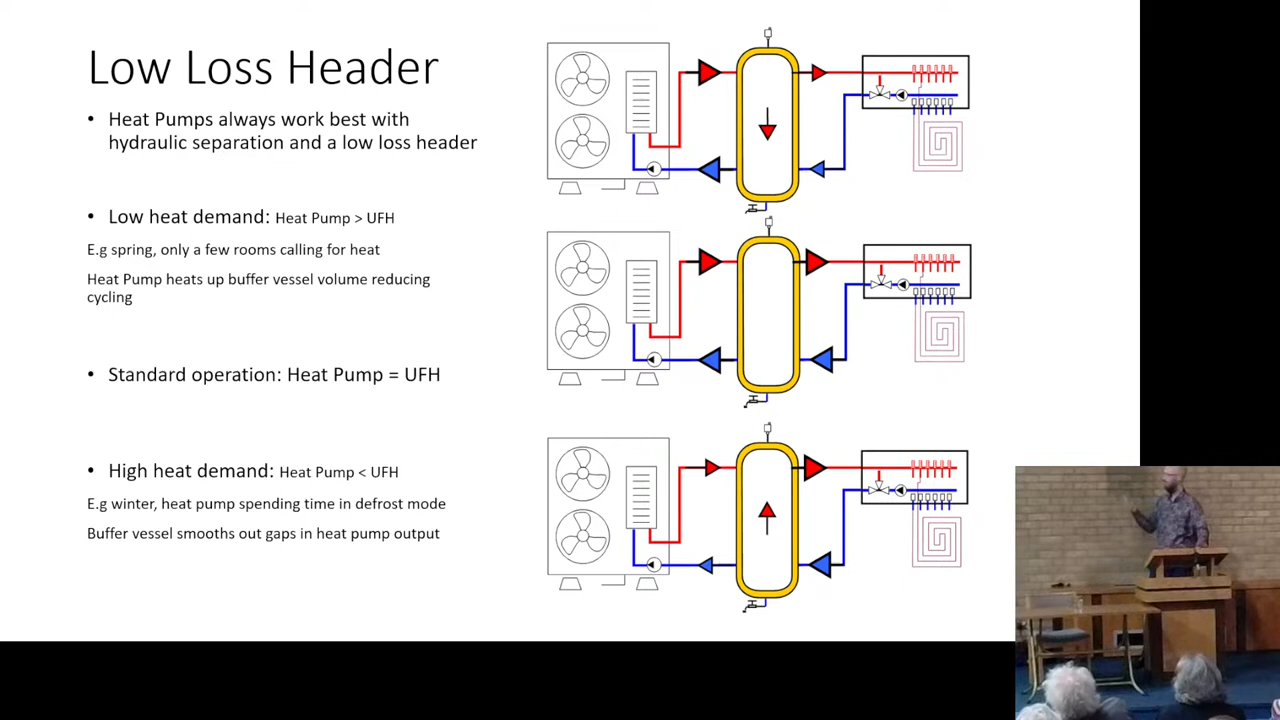 Low Loss Header
• Heat Pumps always work best with
hydraulic separation and a low loss header
• Low heat demand: Heat Pump > UFH
E.g spring, only a few rooms calling for heat
Heat Pump heats up buffer vessel volume reducing
cycling
• Standard operation: Heat Pump = UFH
• High heat demand: Heat Pump < UFH
E.g winter, heat pump spending time in defrost mode
Buffer vessel smooths out gaps in heat pump output